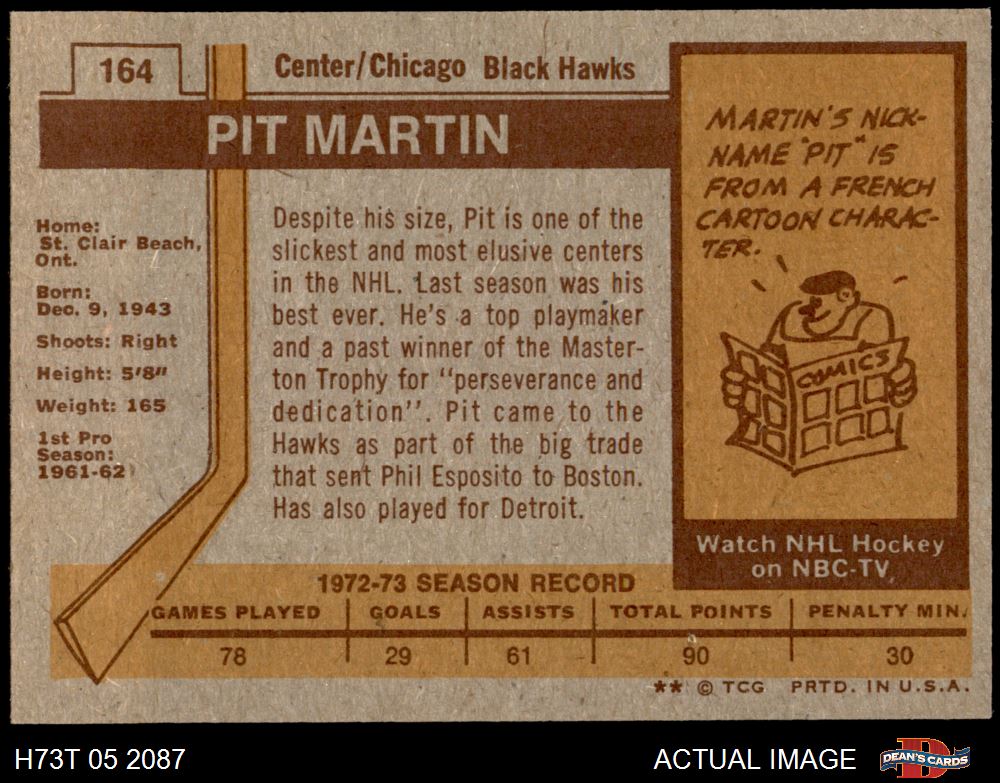 164
Center/Chicago Black Hawks
PIT MARTIN
Home:
St. Clair Beach,
Ont.
Born:
Dec. 9, 1943
Shoots: Right
Height: 5'8"
Weight: 165
1st Pro
Season:
1961-62
Despite his size, Pit is one of the
slickest and most elusive centers
in the NHL. Last season was his
best ever. He's a top playmaker
and a past winner of the Master-
ton Trophy for "perseverance and
dedication". Pit came to the
Hawks as part of the big trade
that sent Phil Esposito to Boston.
Has also played for Detroit.
MARTIN'S NICK-
NAME "PIT" IS
FROM A FRENCH
CARTOON CHARAC-
TER.
COMICS
Watch NHL Hockey
on NBC-TV
1972-73 SEASON RECORD
GAMES PLAYED GOALS ASSISTS TOTAL POINTS PENALTY MIN.
78 29 61 90 30
** © TCG PRTD. IN U.S.A.
H73T 05 2087 ACTUAL IMAGE D DEAN'S CARDS